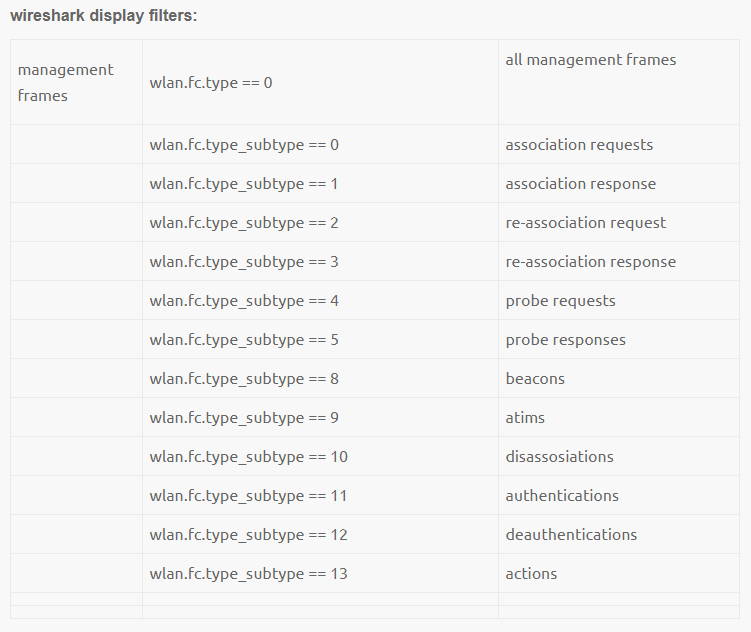 wireshark display filters:
management
frames
wlan.fc.type == 0
all management frames
wlan.fc.type_subtype == 0
association requests
wlan.fc.type_subtype == 1
association response
wlan.fc.type_subtype == 2
re-association request
wlan.fc.type_subtype == 3
re-association response
wlan.fc.type_subtype == 4
probe requests
wlan.fc.type_subtype == 5
probe responses
wlan.fc.type_subtype == 8
beacons
wlan.fc.type_subtype == 9
atims
wlan.fc.type_subtype == 10
disassosiations
wlan.fc.type_subtype == 11
authentications
wlan.fc.type_subtype == 12
deauthentications
wlan.fc.type_subtype == 13
actions